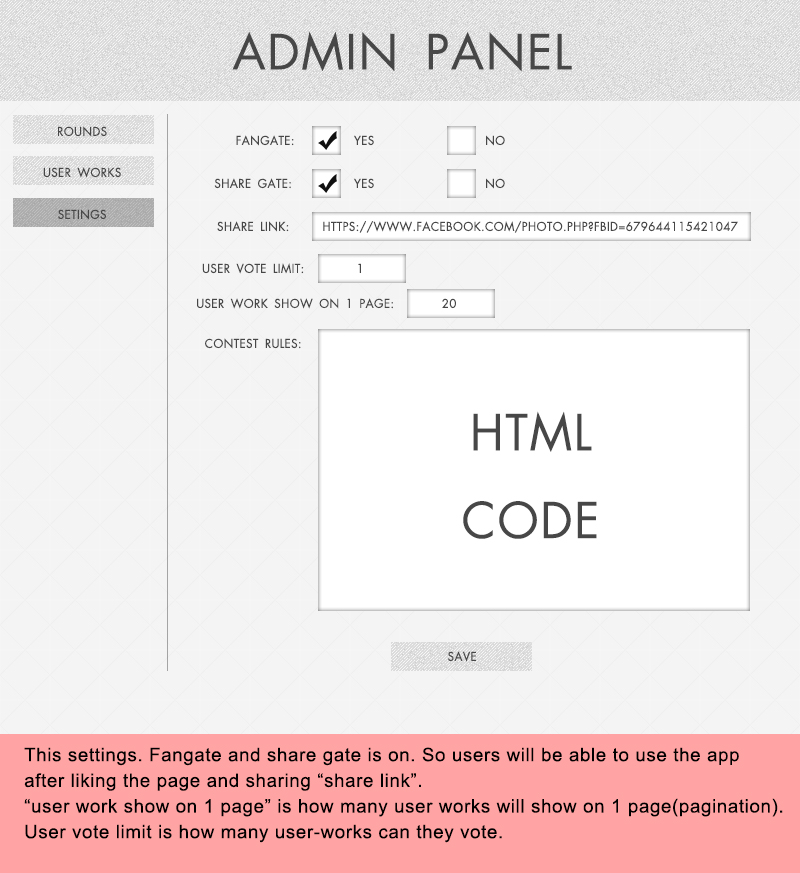 ADMIN PANEL
ROUNDS
USER WORKS
SETINGS
FANGATE: YES NO
SHARE GATE: YES NO
SHARE LINK: HTTPS://WWW.FACEBOOK.COM/PHOTO.PHP?FBID=679644115421047
USER VOTE LIMIT: 1
USER WORK SHOW ON 1 PAGE: 20
CONTEST RULES:
HTML
CODE
SAVE
This settings. Fangate and share gate is on. So users will be able to use the app
after liking the page and sharing “share link”.
“user work show on 1 page” is how many user works will show on 1 page(pagination).
User vote limit is how many user-works can they vote.